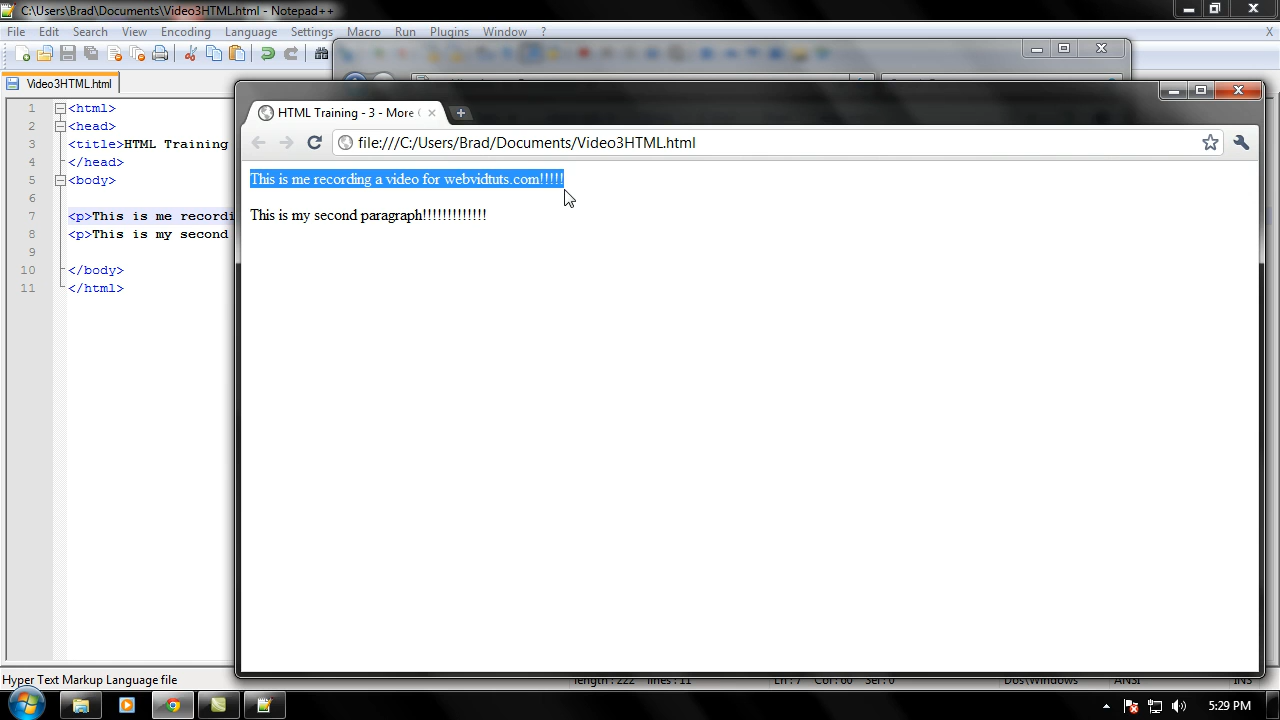 C:\Users\Brad\Documents\Video3HTML.html - Notepad++
File Edit Search View Encoding Language Settings Macro Run Plugins Window ? X
Video3HTML.html
HTML Training - 3 - More
file:///C:/Users/Brad/Documents/Video3HTML.html
1 <html>
2 <head>
3 <title>HTML Training
4 </head>
5 <body>
6
7 <p>This is me recordi
8 <p>This is my second
9
10 </body>
11 </html>
This is me recording a video for webvidtuts.com!!!!!
This is my second paragraph!!!!!!!!!!!!!
Hyper Text Markup Language file length : 222 lines : 11 Ln : 7 Col : 60 Sel : 0 Dos\Windows ANSI INS
5:29 PM